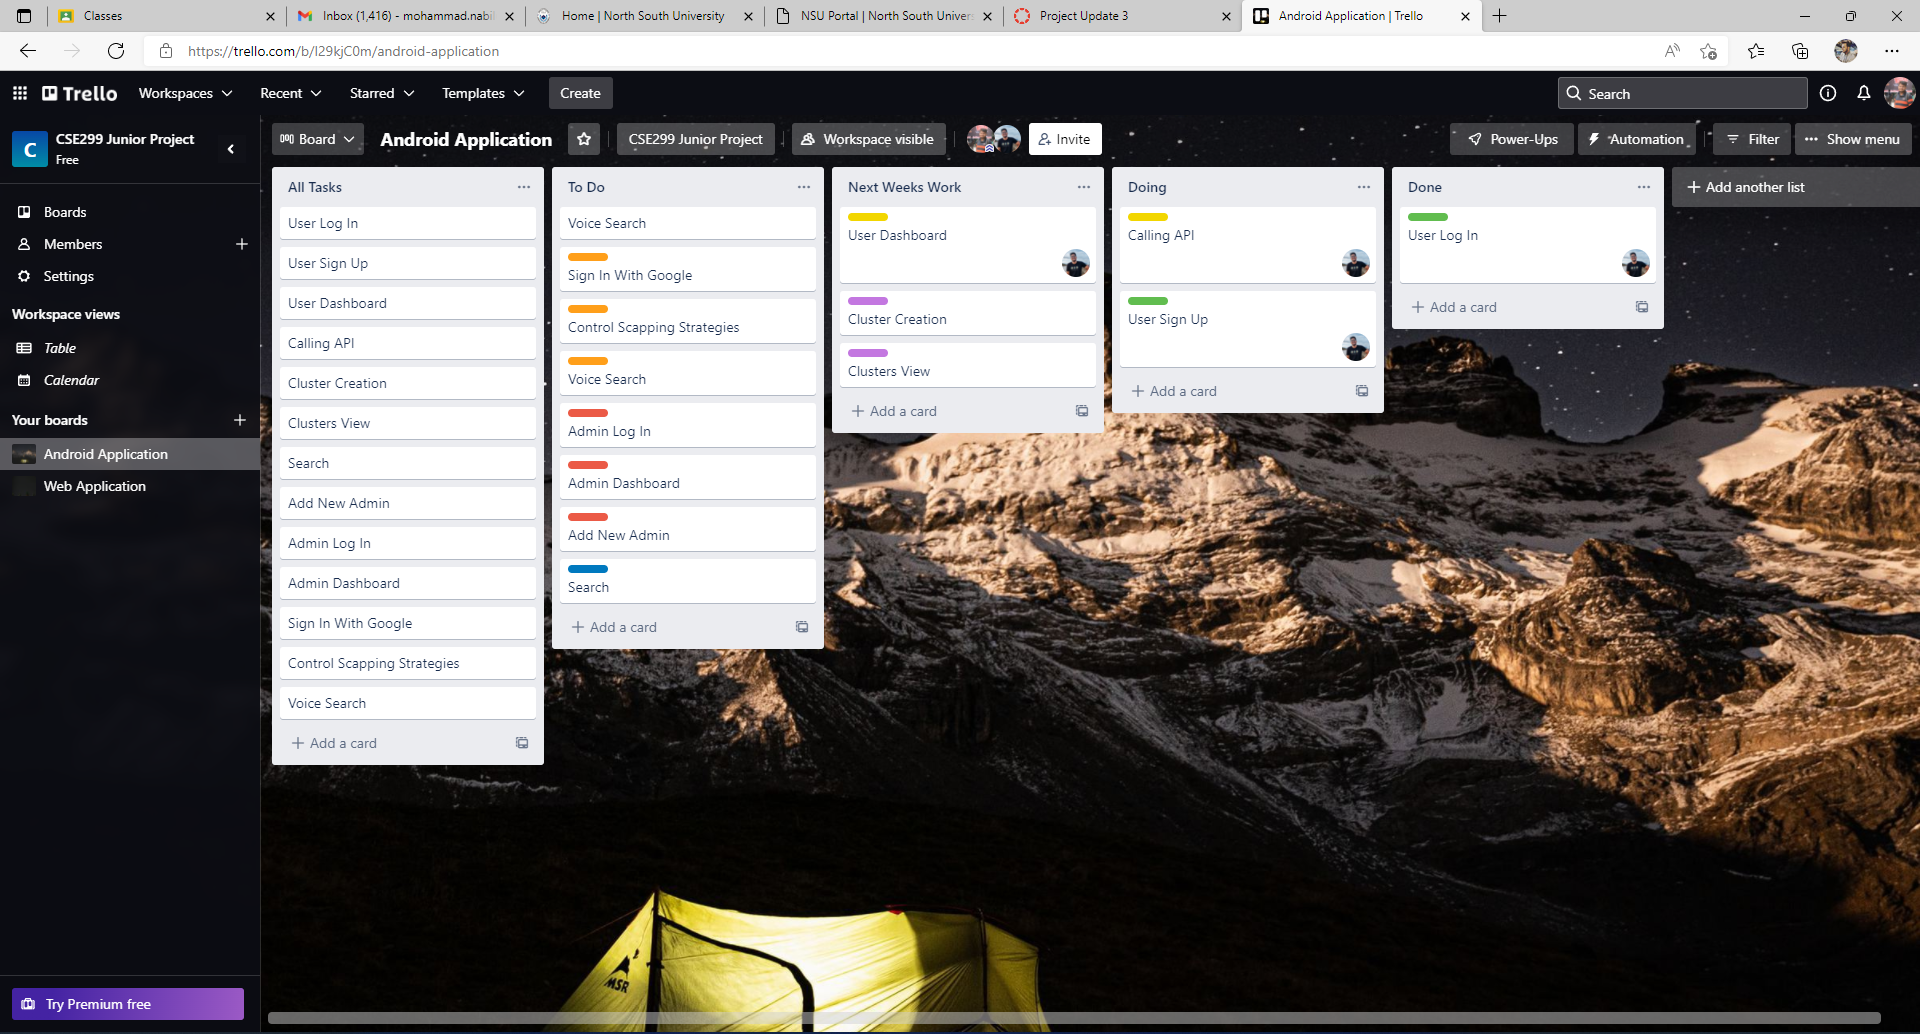 Classes
Inbox (1,416) - mohammad.nabil
Home | North South University
NSU Portal | North South Univers
Project Update 3
Android Application | Trello
https://trello.com/b/l29kjC0m/android-application
Trello
Workspaces
Recent
Starred
Templates
Create
Search
C
CSE299 Junior Project
Free
Board
Android Application
CSE299 Junior Project
Workspace visible
Invite
Power-Ups
Automation
Filter
Show menu
Boards
Members
Settings
Workspace views
Table
Calendar
Your boards
Android Application
Web Application
Try Premium free
All Tasks
User Log In
User Sign Up
User Dashboard
Calling API
Cluster Creation
Clusters View
Search
Add New Admin
Admin Log In
Admin Dashboard
Sign In With Google
Control Scapping Strategies
Voice Search
Add a card
To Do
Voice Search
Sign In With Google
Control Scapping Strategies
Voice Search
Admin Log In
Admin Dashboard
Add New Admin
Search
Add a card
Next Weeks Work
User Dashboard
Cluster Creation
Clusters View
Add a card
Doing
Calling API
User Sign Up
Add a card
Done
User Log In
Add a card
Add another list
MSR